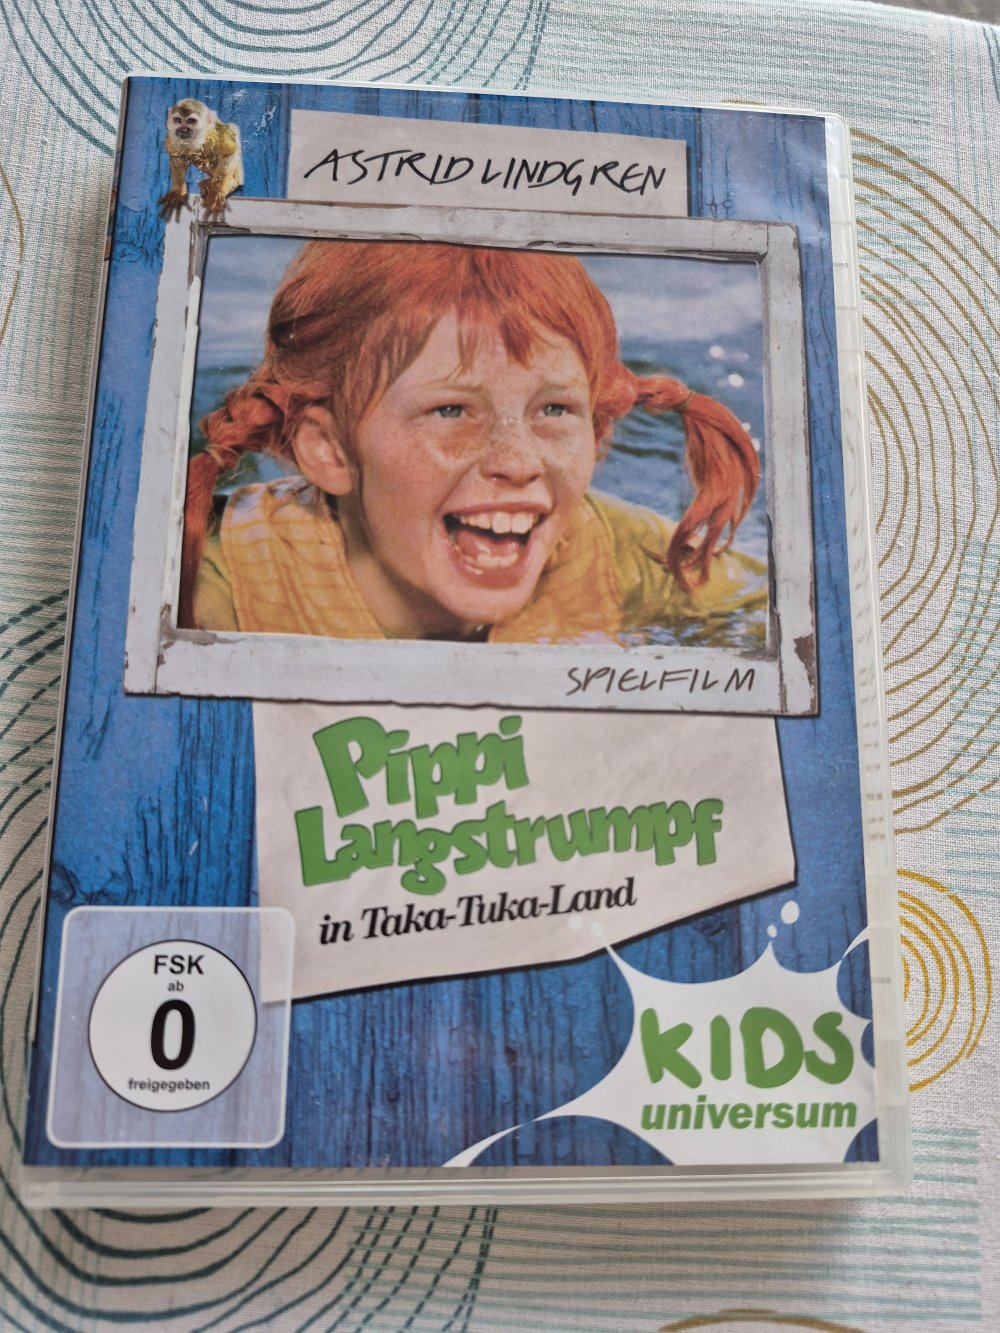 ASTRID LINDGREN
SPIELFILM
Pippi
Langstrumpf
in Taka-Tuka-Land
FSK
ab
0
freigegeben
KIDS
universum